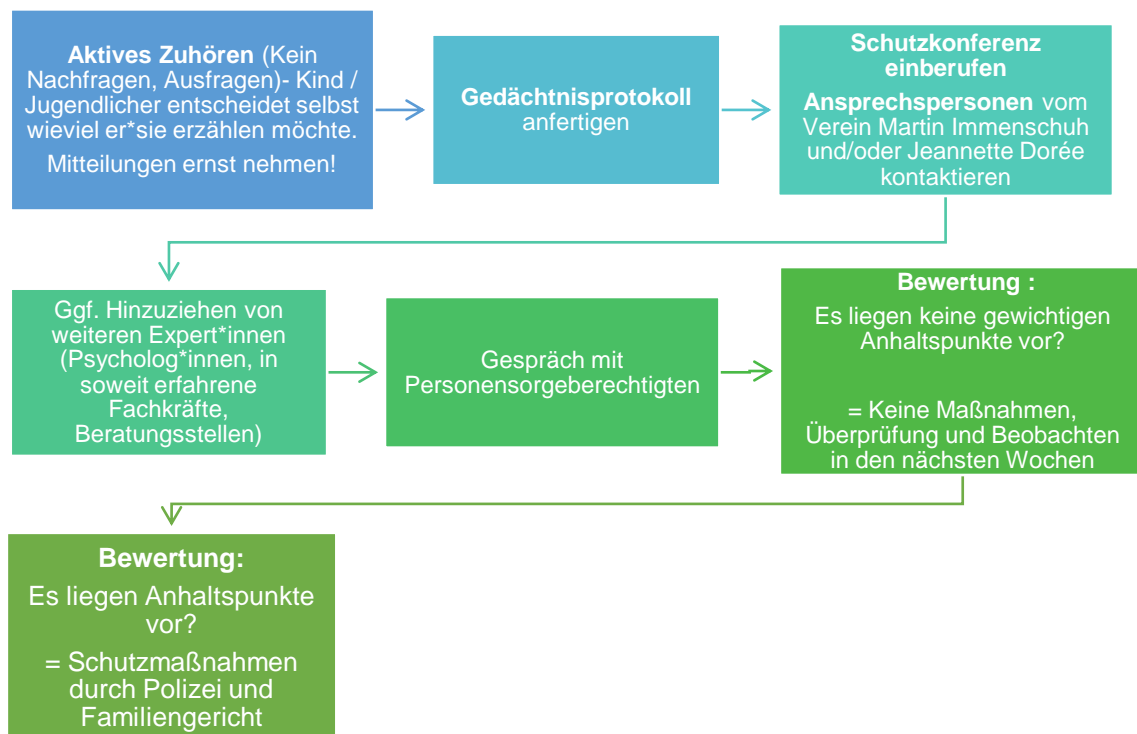 Aktives Zuhören (Kein
Nachfragen, Ausfragen)- Kind /
Jugendlicher entscheidet selbst
wieviel er*sie erzählen möchte.
Mitteilungen ernst nehmen!
Gedächtnisprotokoll
anfertigen
Schutzkonferenz
einberufen
Ansprechspersonen vom
Verein Martin Immenschuh
und/oder Jeannette Dorée
kontaktieren
Ggf. Hinzuziehen von
weiteren Expert*innen
(Psycholog*innen, in
soweit erfahrene
Fachkräfte,
Beratungsstellen)
Gespräch mit
Personensorgeberechtigten
Bewertung :
Es liegen keine gewichtigen
Anhaltspunkte vor?
= Keine Maßnahmen,
Überprüfung und Beobachten
in den nächsten Wochen
Bewertung:
Es liegen Anhaltspunkte
vor?
= Schutzmaßnahmen
durch Polizei und
Familiengericht